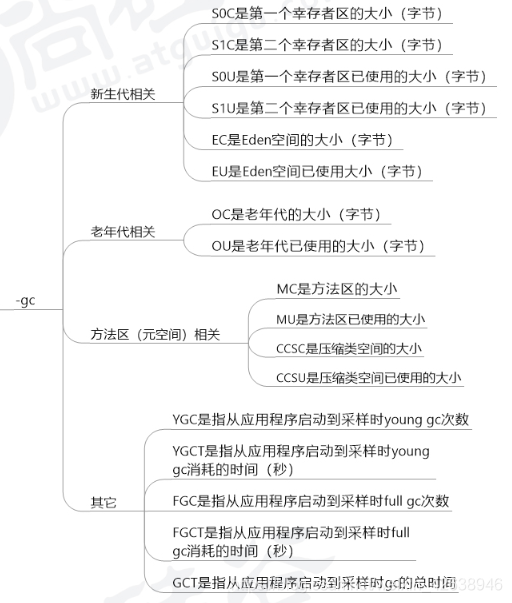 S0C是第一个幸存者区的大小（字节）
S1C是第二个幸存者区的大小（字节）
S0U是第一个幸存者区已使用的大小（字节）
新生代相关
S1U是第二个幸存者区已使用的大小（字节）
EC是Eden空间的大小（字节）
EU是Eden空间已使用大小（字节）
老年代相关
OC是老年代的大小（字节）
OU是老年代已使用的大小（字节）
-gc
方法区（元空间）相关
MC是方法区的大小
MU是方法区已使用的大小
CCSC是压缩类空间的大小
CCSU是压缩类空间已使用的大小
其它
YGC是指从应用程序启动到采样时young gc次数
YGCT是指从应用程序启动到采样时young
gc消耗的时间（秒）
FGC是指从应用程序启动到采样时full gc次数
FGCT是指从应用程序启动到采样时full
gc消耗的时间（秒）
GCT是指从应用程序启动到采样时gc的总时间